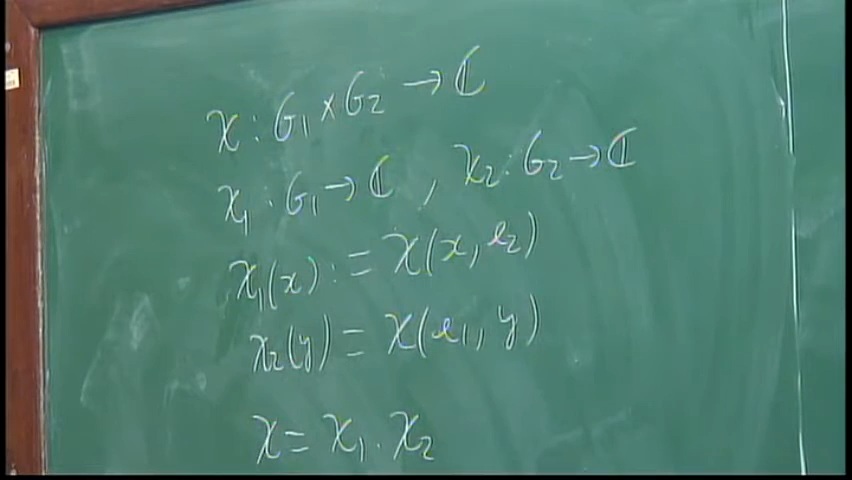 χ : G₁ × G₂ → ℂ
χ₁ : G₁ → ℂ , χ₂ : G₂ → ℂ
χ₁(x) := χ(x, e₂)
χ₂(y) = χ(e₁, y)
χ = χ₁ · χ₂